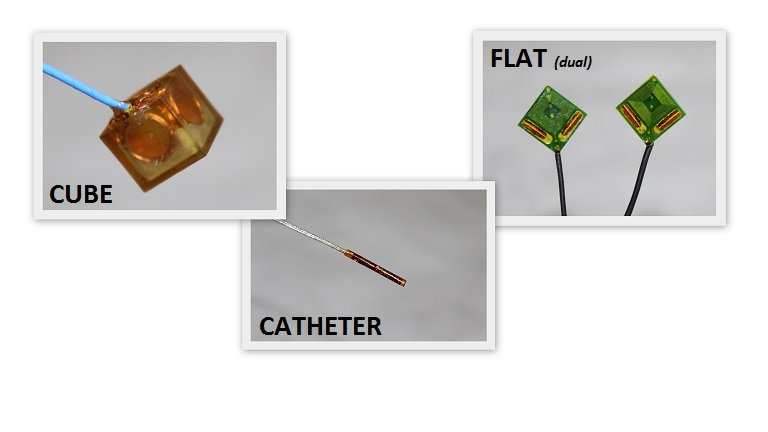 CUBE
FLAT (dual)
CATHETER